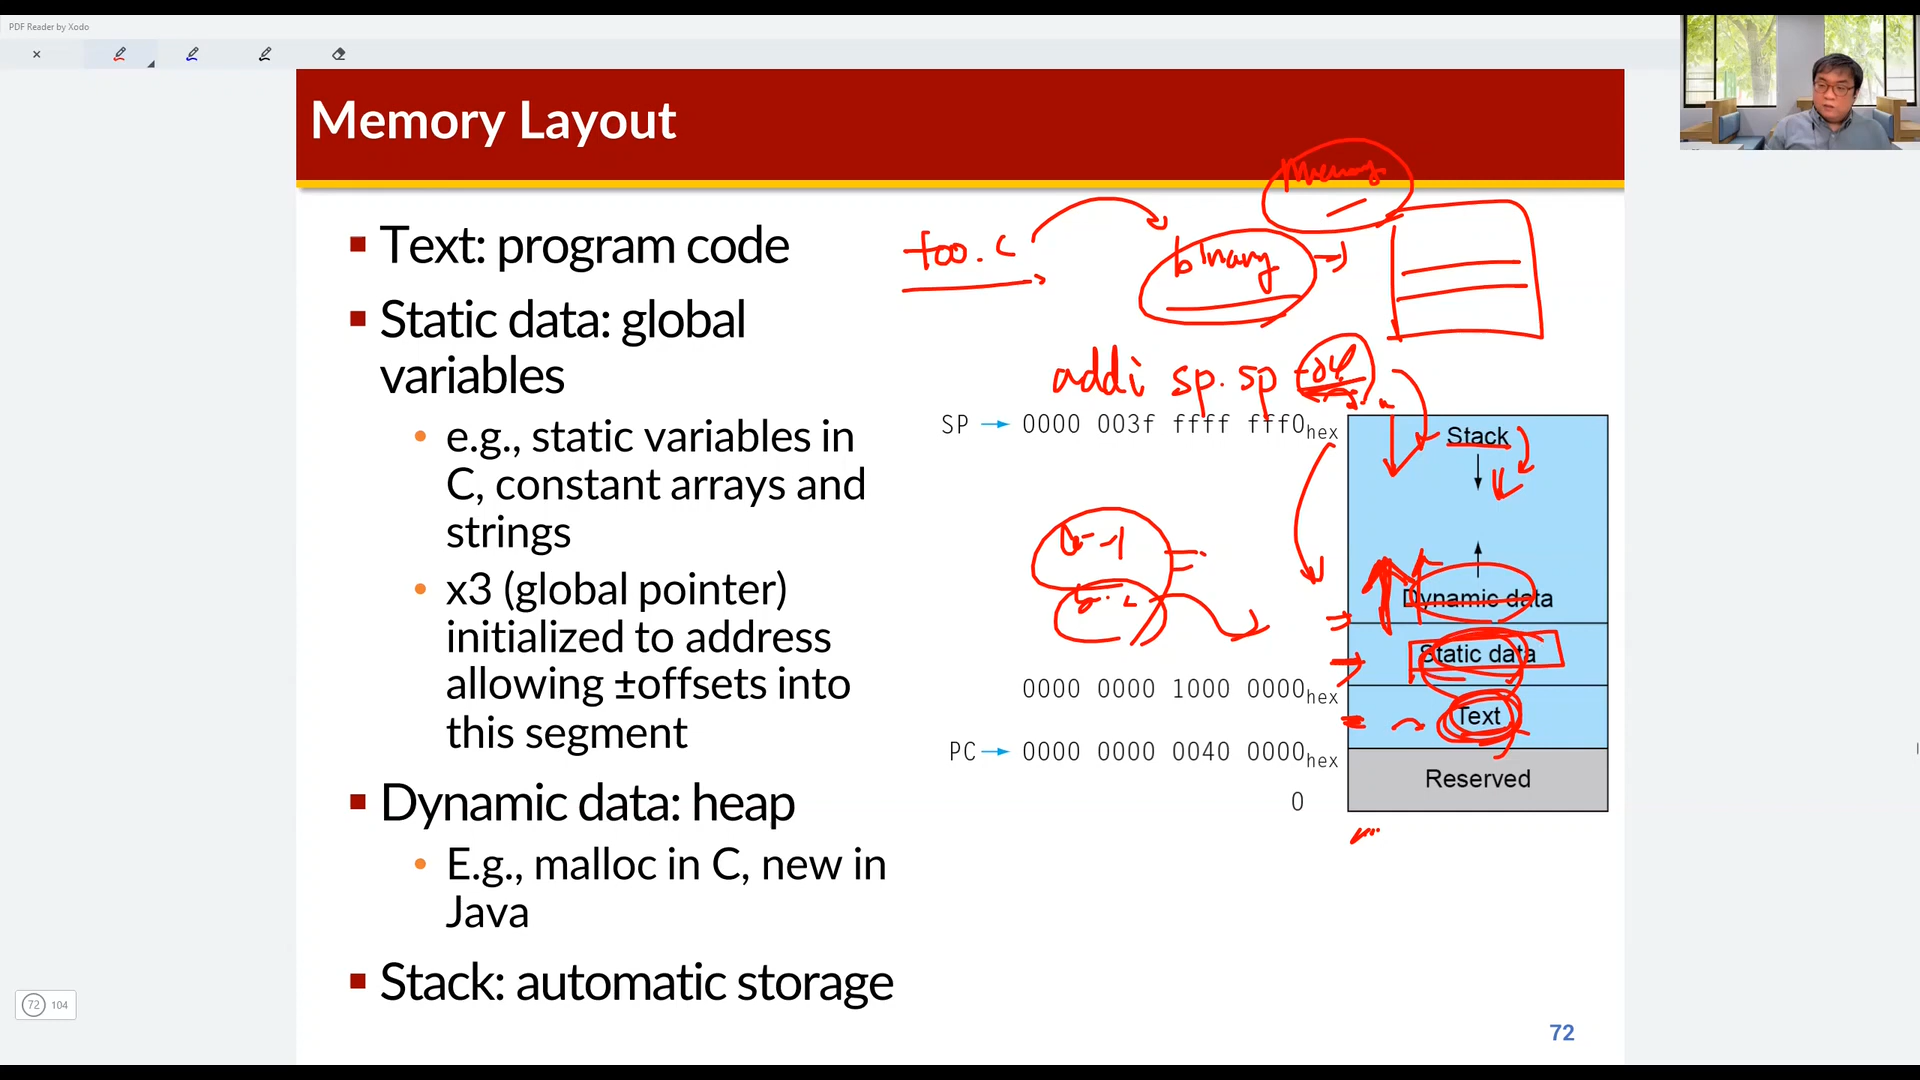 PDF Reader by Xodo
Memory Layout
Memory
Text: program code
foo.c
binary
Static data: global
variables
addi sp. sp
SP → 0000 003f ffff fff0hex
Stack
e.g., static variables in
C, constant arrays and
strings
x3 (global pointer)
initialized to address
allowing ±offsets into
this segment
Dynamic data
Static data
0000 0000 1000 0000hex
Text
PC → 0000 0000 0040 0000hex
Reserved
0
Dynamic data: heap
E.g., malloc in C, new in
Java
Stack: automatic storage
72 104
72